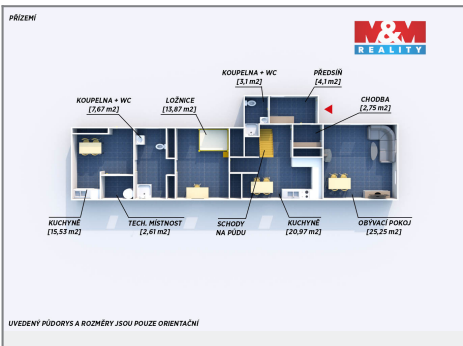 PŘÍZEMÍ
M&M
REALITY
KOUPELNA + WC
[3,1 m2]
PŘEDSÍŇ
[4,1 m2]
KOUPELNA + WC
[7,67 m2]
LOŽNICE
[13,87 m2]
CHODBA
[2,75 m2]
KUCHYNĚ
[15,53 m2]
TECH. MÍSTNOST
[2,61 m2]
SCHODY
NA PŮDU
KUCHYNĚ
[20,97 m2]
OBÝVACÍ POKOJ
[25,25 m2]
UVEDENÝ PŮDORYS A ROZMĚRY JSOU POUZE ORIENTAČNÍ